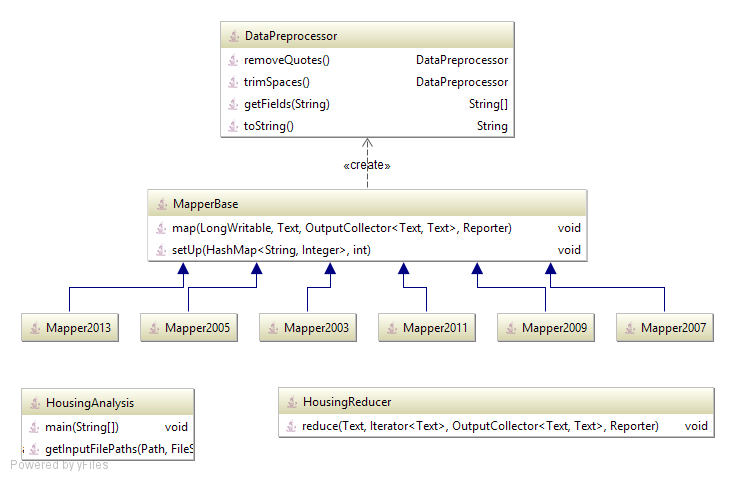 DataPreprocessor
removeQuotes() DataPreprocessor
trimSpaces() DataPreprocessor
getFields(String) String[]
toString() String
«create»
MapperBase
map(LongWritable, Text, OutputCollector<Text, Text>, Reporter) void
setUp(HashMap<String, Integer>, int) void
Mapper2013 Mapper2005 Mapper2003 Mapper2011 Mapper2009 Mapper2007
HousingAnalysis
main(String[]) void
getInputFilePaths(Path, FileS
HousingReducer
reduce(Text, Iterator<Text>, OutputCollector<Text, Text>, Reporter) void
Powered by yFiles